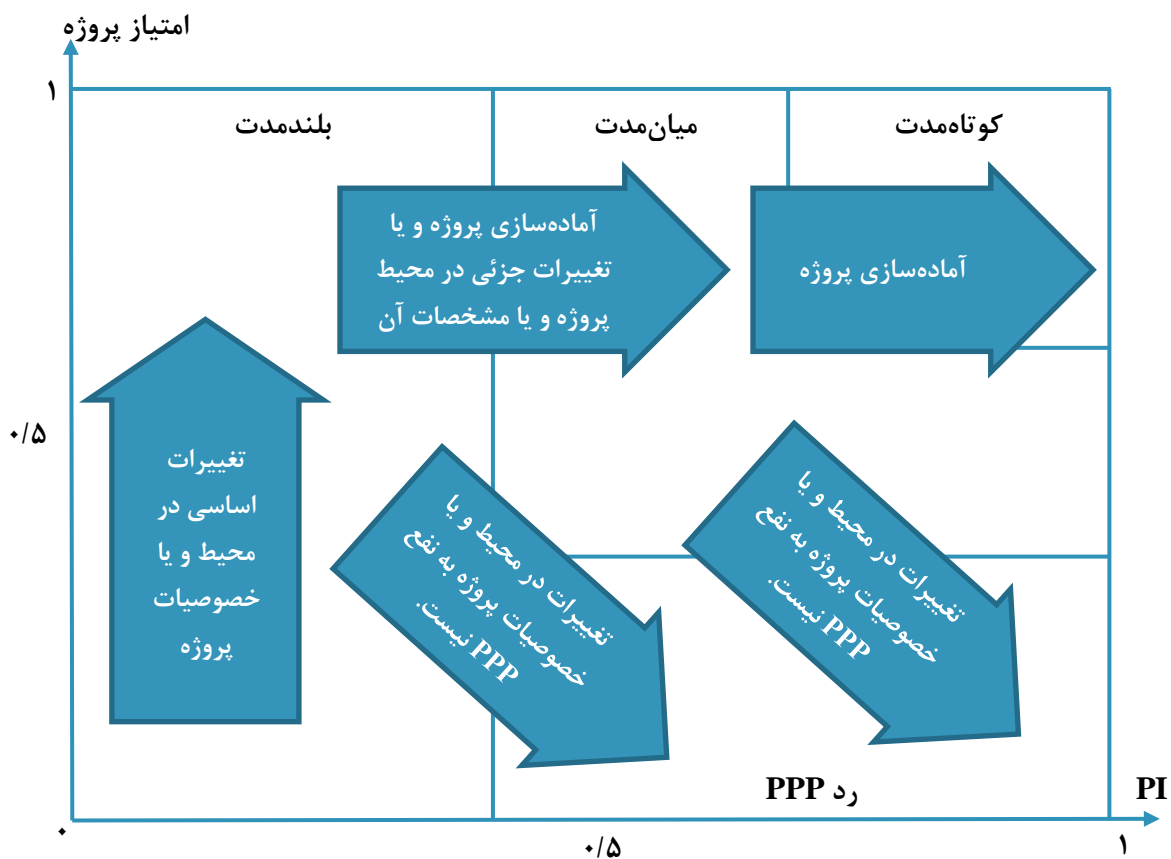 امتیاز پروژه
۱
کوتاه‌مدت
میان‌مدت
بلندمدت
آماده‌سازی پروژه
آماده‌سازی پروژه و یا
تغییرات جزئی در محیط
پروژه و یا مشخصات آن
۰/۵
تغییرات
اساسی در
محیط و یا
خصوصیات
پروژه
تغییرات در محیط و یا
خصوصیات پروژه به نفع
PPP نیست.
تغییرات در محیط و یا
خصوصیات پروژه به نفع
PPP نیست.
رد PPP
PI
۰
۰/۵
۱